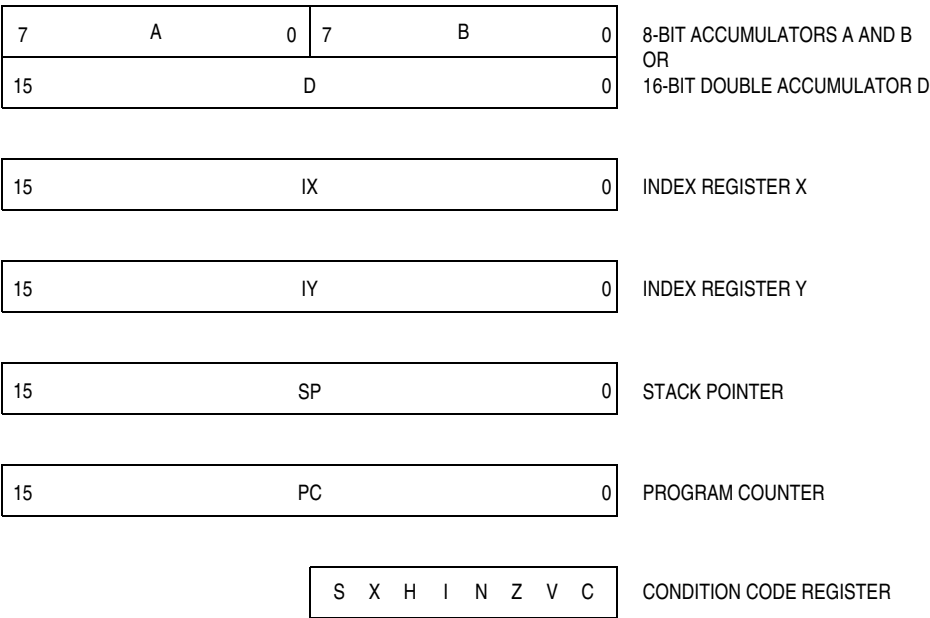 7 A 0 7 B 0 8-BIT ACCUMULATORS A AND B
OR
15 D 0 16-BIT DOUBLE ACCUMULATOR D
15 IX 0 INDEX REGISTER X
15 IY 0 INDEX REGISTER Y
15 SP 0 STACK POINTER
15 PC 0 PROGRAM COUNTER
S X H I N Z V C CONDITION CODE REGISTER